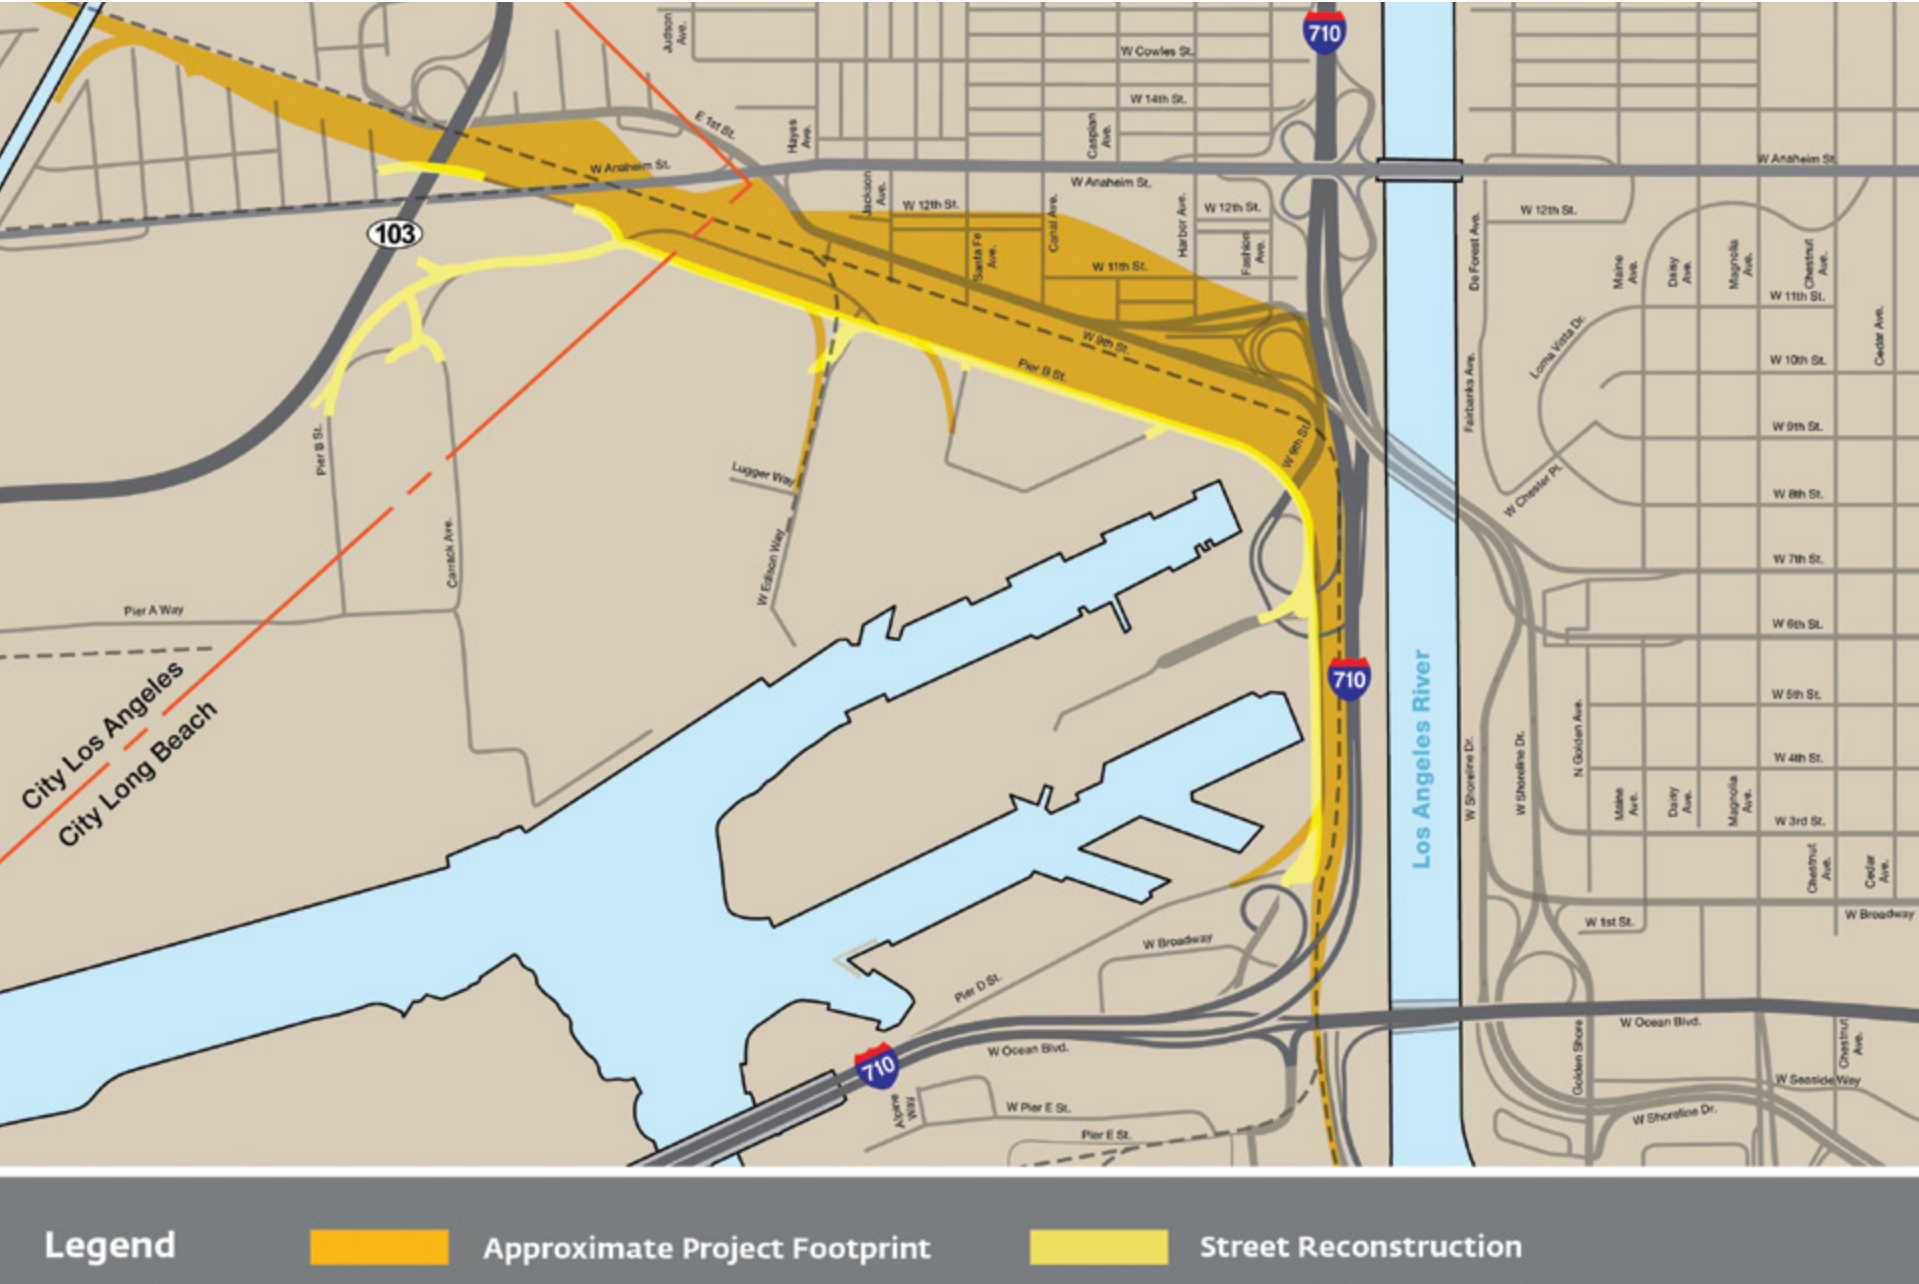 Judson
Ave.
710
W Cowles St.
W 14th St.
E 1st St.
Hayes
Ave.
Caspian
Ave.
W Anaheim St.
W Anaheim St.
W Anaheim St.
Jackson
Ave.
W 12th St.
Canal Ave.
Harbor Ave.
W 12th St.
Fashion
Ave.
De Forest Ave.
W 12th St.
103
Santa Fe
Ave.
W 11th St.
Maine
Ave.
Daisy
Ave.
Magnolia
Ave.
Chestnut
Ave.
W 11th St.
Loma Vista Dr.
Cedar Ave.
W 9th St.
Pier B St.
Fairbanks Ave.
W 10th St.
W 9th St.
W 9th St.
Pier B St.
Lugger Way
W Chester Pl.
W 8th St.
Carrack Ave.
W Edison Way
W 7th St.
Pier A Way
W 6th St.
City Los Angeles
City Long Beach
710
Los Angeles River
W 5th St.
N Golden Ave.
W Shoreline Dr.
W Shoreline Dr.
W 4th St.
Maine
Ave.
Daisy
Ave.
Magnolia
Ave.
W 3rd St.
Chestnut
Ave.
Cedar
Ave.
W Broadway
W 1st St.
W Broadway
Pier D St.
W Ocean Blvd.
W Ocean Blvd.
Chestnut
Ave.
710
Golden Shore
W Seaside Way
Alpine
Way
W Pier E St.
W Shoreline Dr.
Pier E St.
Legend
Approximate Project Footprint
Street Reconstruction